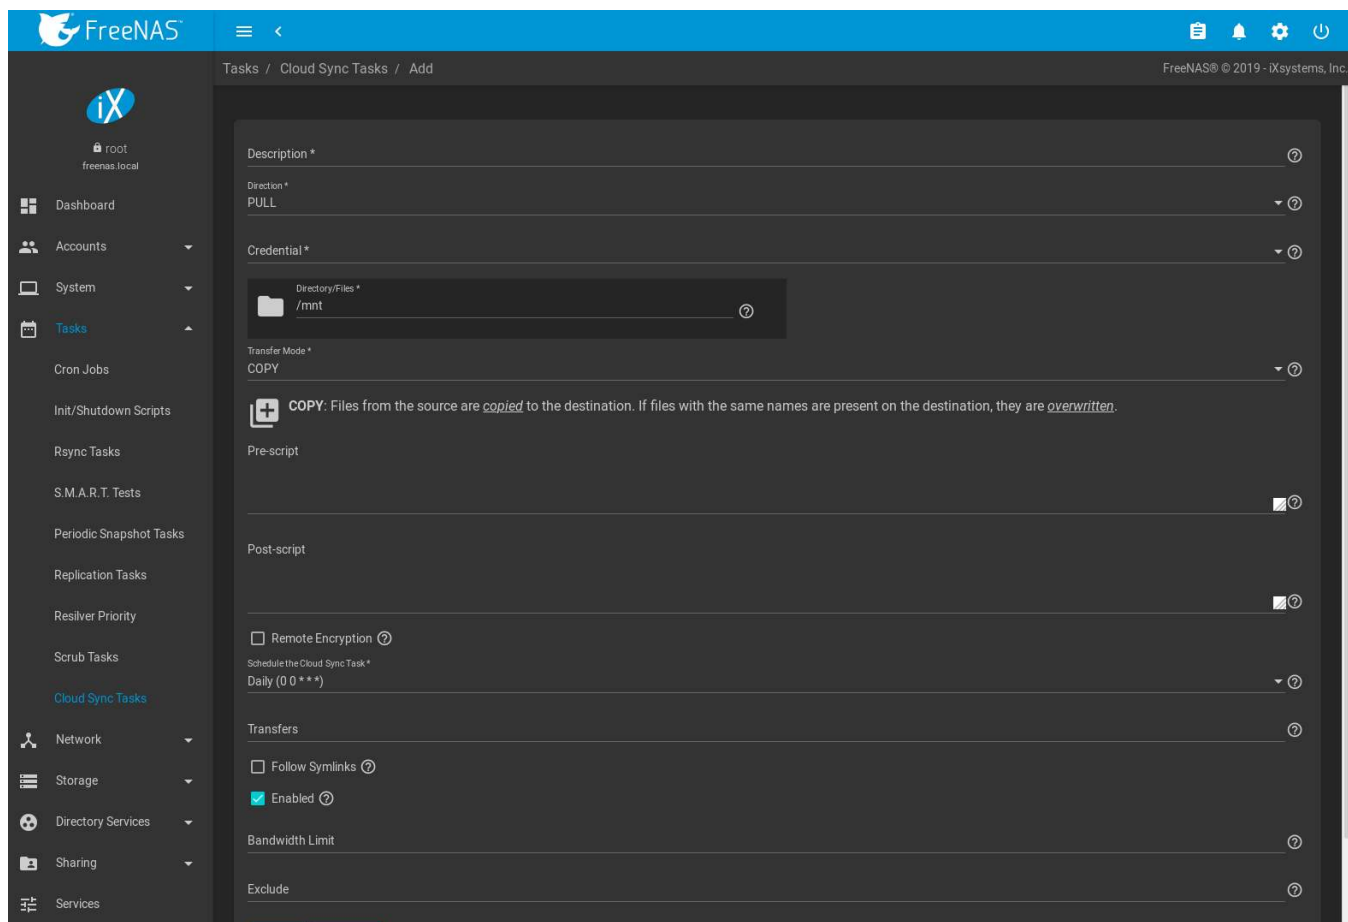 FreeNAS
Tasks / Cloud Sync Tasks / Add
FreeNAS® © 2019 - iXsystems, Inc.
iX
root
freenas.local
Dashboard
Accounts
System
Tasks
Cron Jobs
Init/Shutdown Scripts
Rsync Tasks
S.M.A.R.T. Tests
Periodic Snapshot Tasks
Replication Tasks
Resilver Priority
Scrub Tasks
Cloud Sync Tasks
Network
Storage
Directory Services
Sharing
Services
Description *
Direction *
PULL
Credential *
Directory/Files *
/mnt
Transfer Mode *
COPY
COPY: Files from the source are copied to the destination. If files with the same names are present on the destination, they are overwritten.
Pre-script
Post-script
Remote Encryption
Schedule the Cloud Sync Task *
Daily (0 0 * * *)
Transfers
Follow Symlinks
Enabled
Bandwidth Limit
Exclude